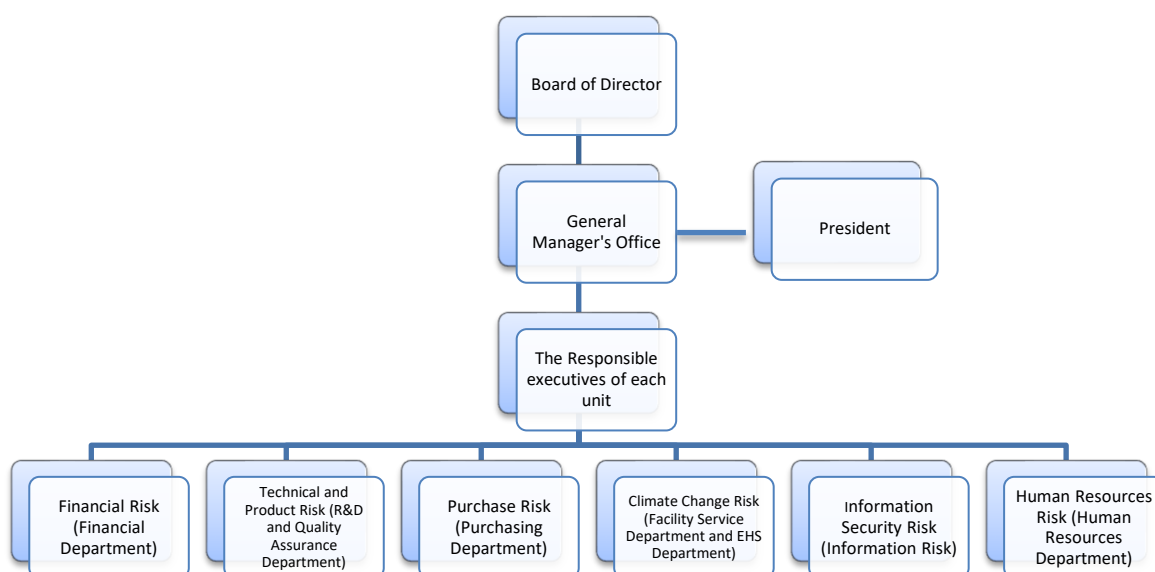 Board of Director
General
Manager's Office
President
The Responsible
executives of each
unit
Financial Risk
(Financial
Department)
Technical and
Product Risk (R&D
and Quality
Assurance
Department)
Purchase Risk
(Purchasing
Department)
Climate Change Risk
(Facility Service
Department and EHS
Department)
Information
Security Risk
(Information Risk)
Human Resources
Risk (Human
Resources
Department)